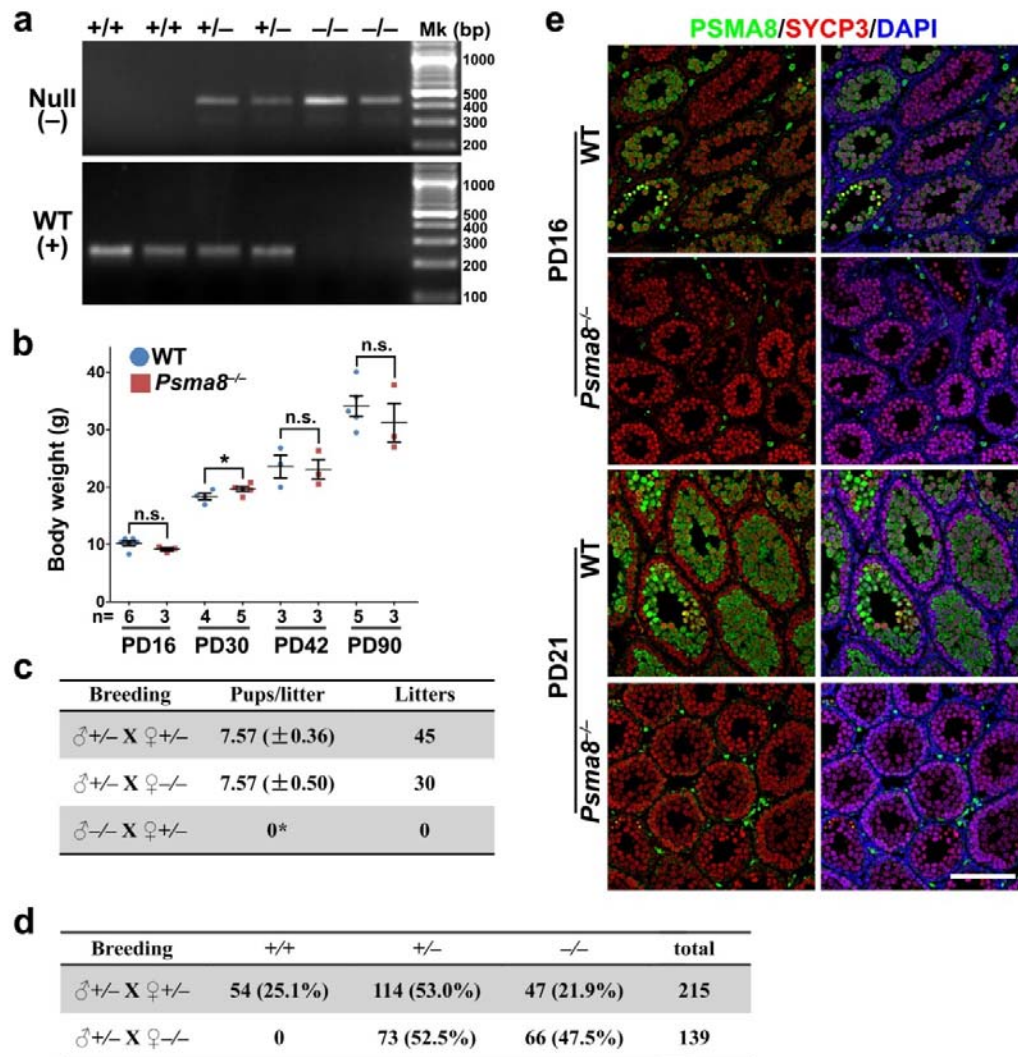 a
+/+ +/+ +/– +/– –/– –/– Mk (bp)
Null
(–)
1000
500
400
300
200
WT
(+)
1000
500
400
300
200
100
b
WT
Psma8–/–
Body weight (g)
40
30
20
10
0
n.s.
*
n.s.
n.s.
n= 6 3 4 5 3 3 5 3
PD16 PD30 PD42 PD90
c
Breeding Pups/litter Litters
♂+/– X ♀+/– 7.57 (±0.36) 45
♂+/– X ♀–/– 7.57 (±0.50) 30
♂–/– X ♀+/– 0* 0
d
Breeding +/+ +/– –/– total
♂+/– X ♀+/– 54 (25.1%) 114 (53.0%) 47 (21.9%) 215
♂+/– X ♀–/– 0 73 (52.5%) 66 (47.5%) 139
e
PSMA8/SYCP3/DAPI
PD16
WT
Psma8–/–
PD21
WT
Psma8–/–